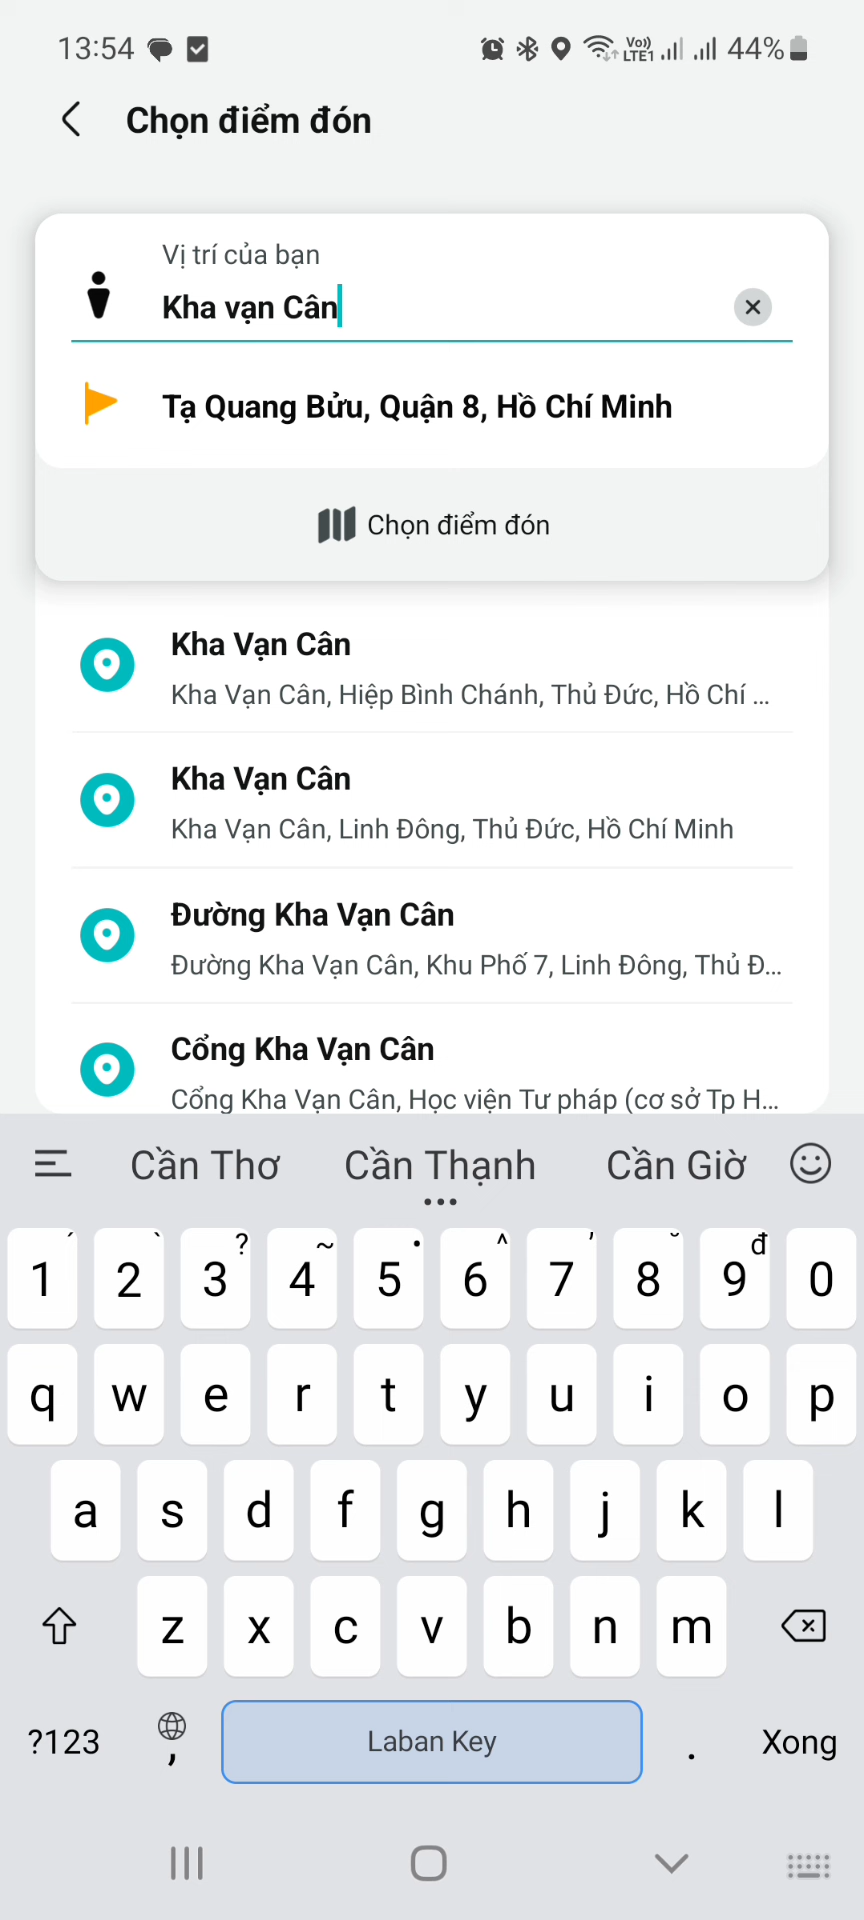 13:54
Vo))
LTE1
44%
Chọn điểm đón
Vị trí của bạn
Kha vạn Cân
Tạ Quang Bửu, Quận 8, Hồ Chí Minh
Chọn điểm đón
Kha Vạn Cân
Kha Vạn Cân, Hiệp Bình Chánh, Thủ Đức, Hồ Chí ...
Kha Vạn Cân
Kha Vạn Cân, Linh Đông, Thủ Đức, Hồ Chí Minh
Đường Kha Vạn Cân
Đường Kha Vạn Cân, Khu Phố 7, Linh Đông, Thủ Đ...
Cổng Kha Vạn Cân
Cổng Kha Vạn Cân, Học viện Tư pháp (cơ sở Tp H...
Cần Thơ Cần Thạnh Cần Giờ
...
´ ` ? ~ . ^ ’ ˘ đ
1 2 3 4 5 6 7 8 9 0
q w e r t y u i o p
a s d f g h j k l
z x c v b n m
?123 , Laban Key . Xong